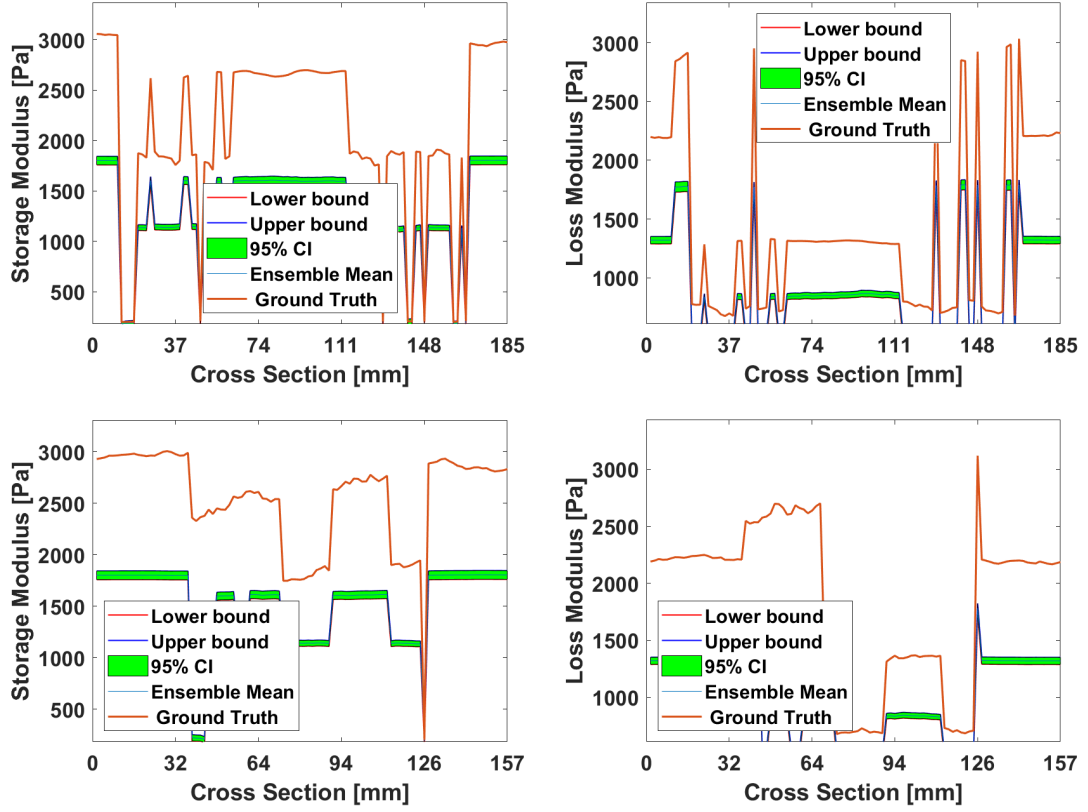 Storage Modulus [Pa]
3000
2500
2000
1500
1000
500
0 37 74 111 148 185
Cross Section [mm]
Lower bound
Upper bound
95% CI
Ensemble Mean
Ground Truth
Loss Modulus [Pa]
3000
2500
2000
1500
1000
0 37 74 111 148 185
Cross Section [mm]
Lower bound
Upper bound
95% CI
Ensemble Mean
Ground Truth
Storage Modulus [Pa]
3000
2500
2000
1500
1000
500
0 32 64 94 126 157
Cross Section [mm]
Lower bound
Upper bound
95% CI
Ensemble Mean
Ground Truth
Loss Modulus [Pa]
3000
2500
2000
1500
1000
0 32 64 94 126 157
Cross Section [mm]
Lower bound
Upper bound
95% CI
Ensemble Mean
Ground Truth